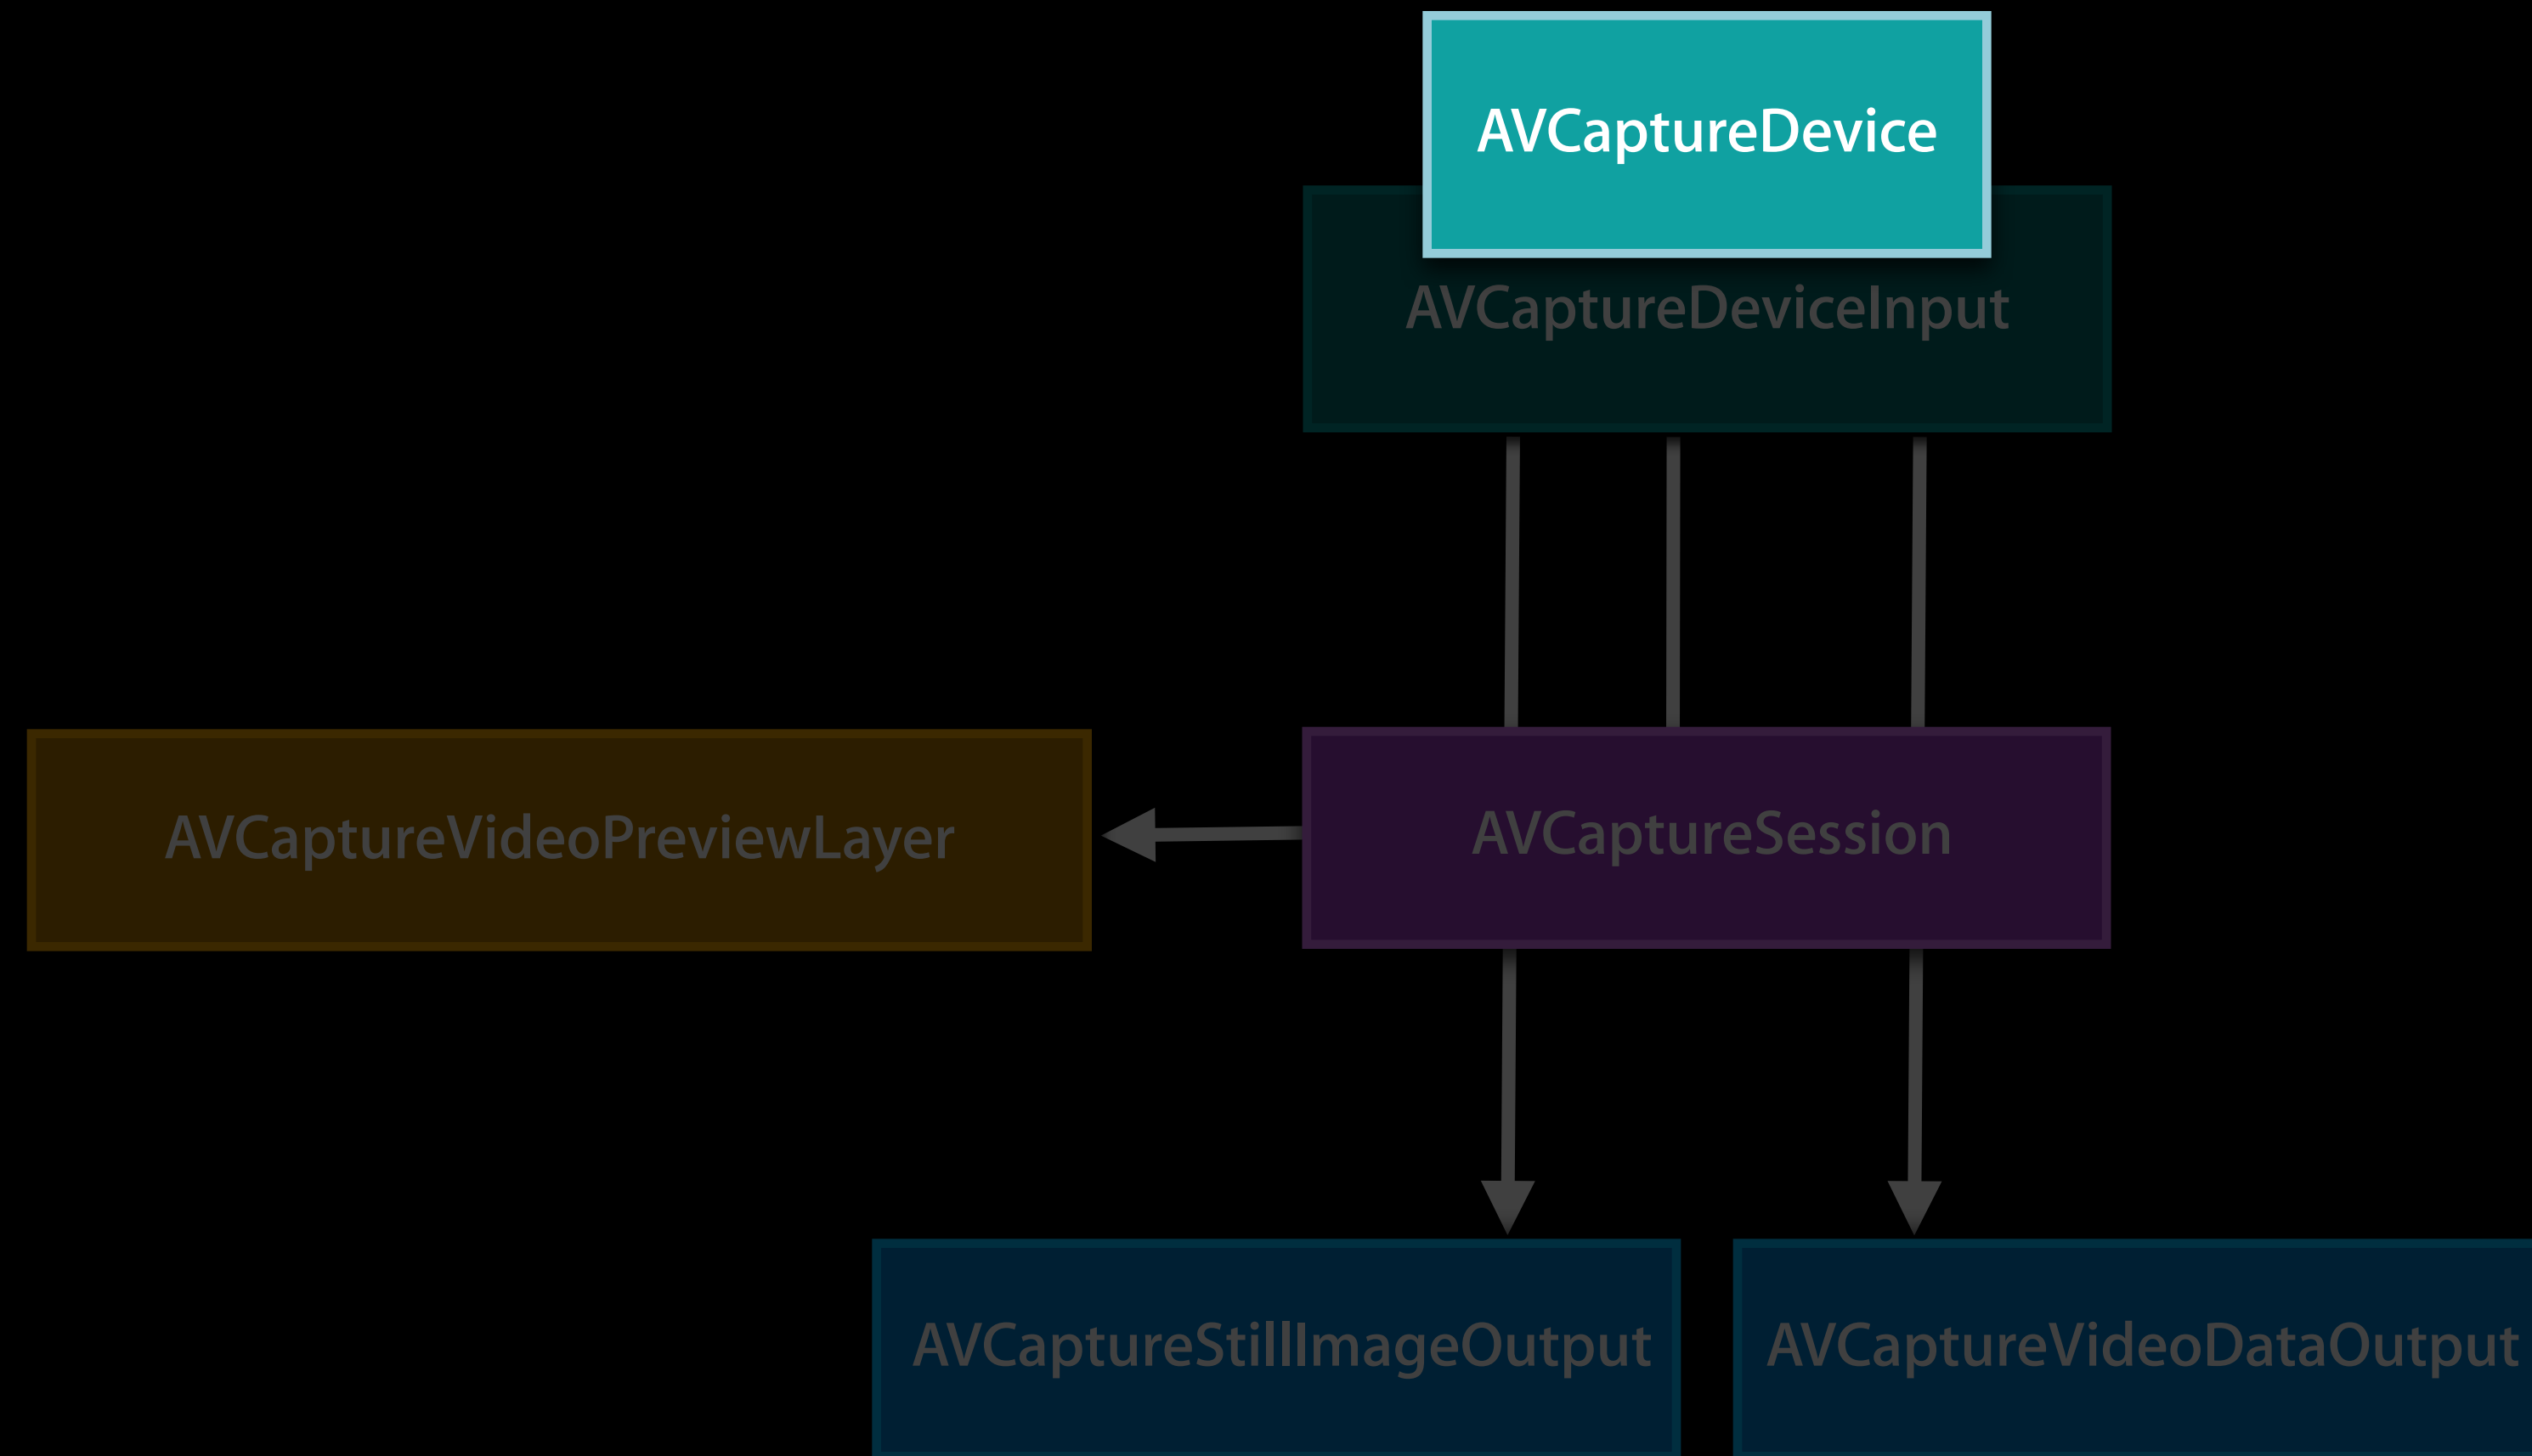 AVCaptureDevice
AVCaptureDeviceInput
AVCaptureVideoPreviewLayer
AVCaptureSession
AVCaptureStillImageOutput
AVCaptureVideoDataOutput